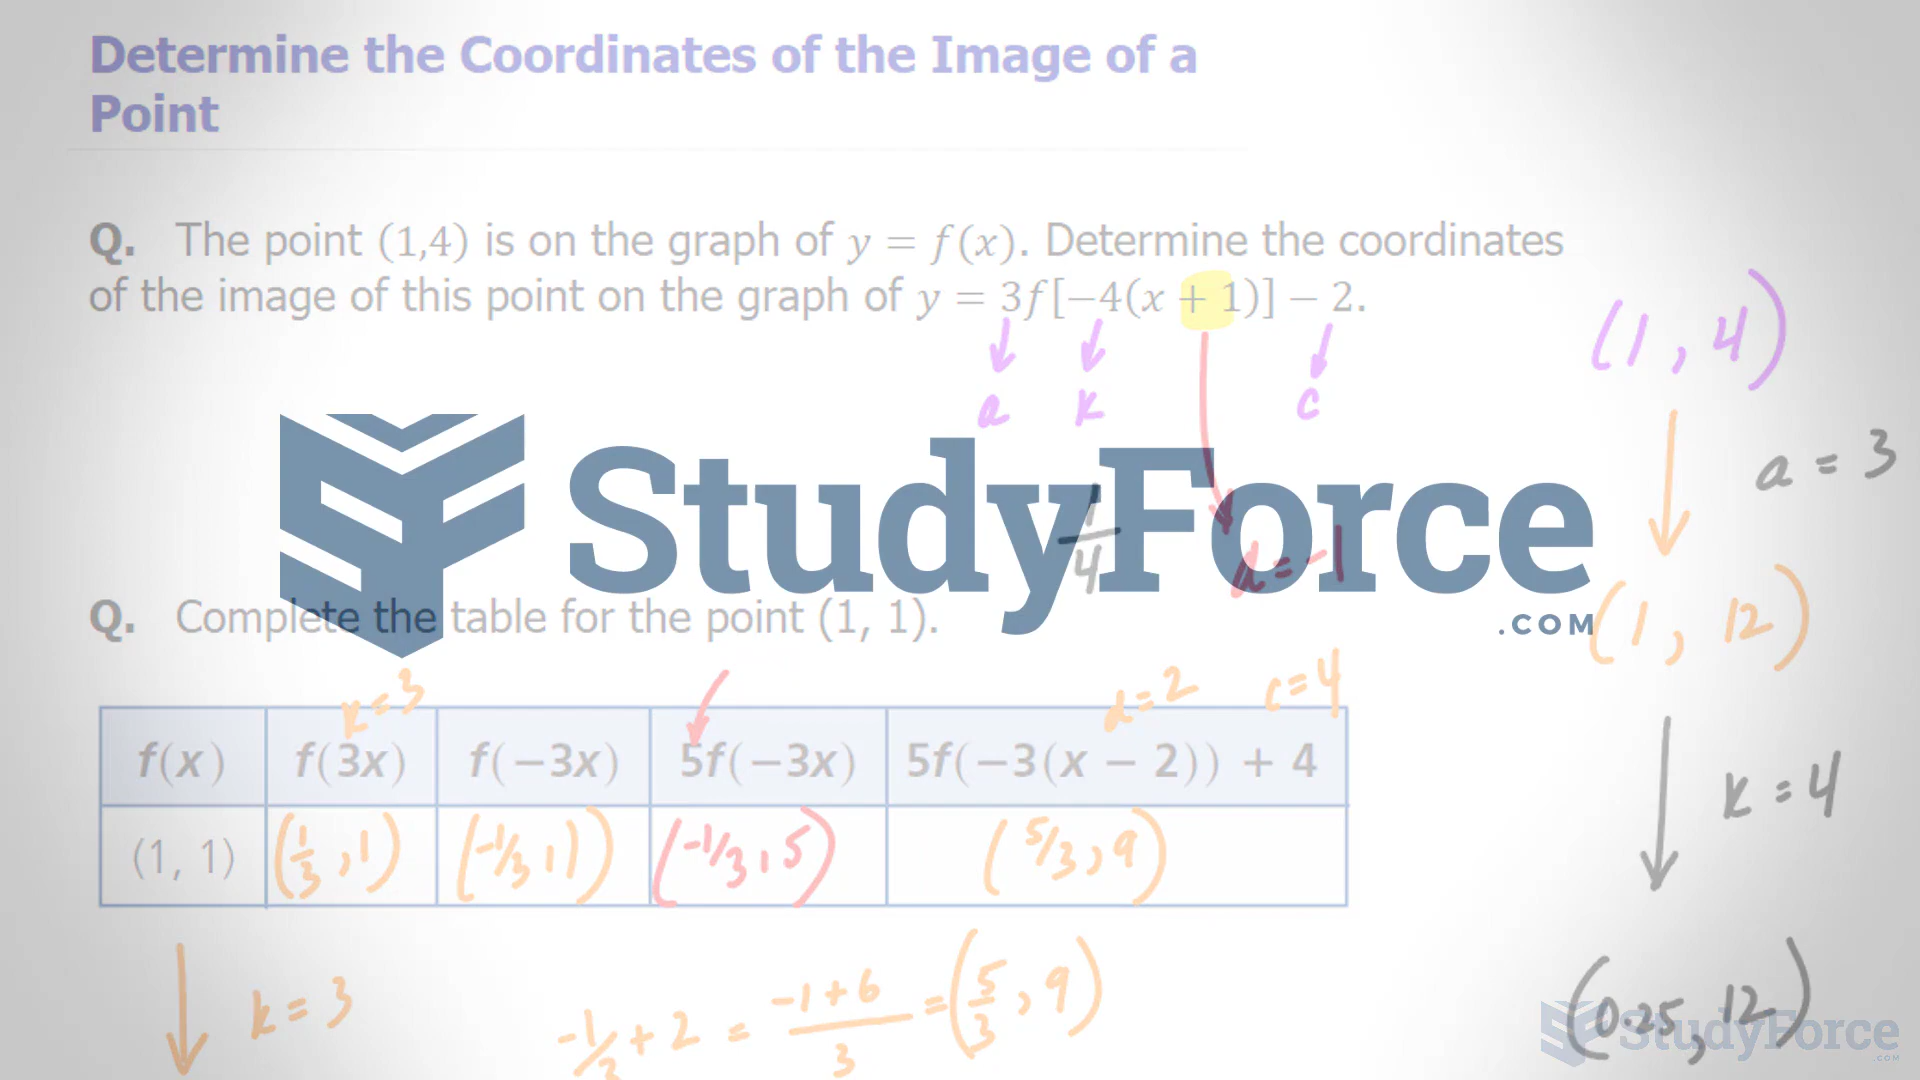 Determine the Coordinates of the Image of a
Point
Q. The point (1,4) is on the graph of y = f(x). Determine the coordinates
of the image of this point on the graph of y = 3f[−4(x + 1)] − 2.
(1, 4)
a k c
a = 3
StudyForce
.COM
1/4
d = -1
(1, 12)
Q. Complete the table for the point (1, 1).
k = 3 d = 2 c = 4
f(x) f(3x) f(−3x) 5f(−3x) 5f(−3(x − 2)) + 4
k = 4
(1, 1) (1/3, 1) (-1/3, 1) (-1/3, 5) (5/3, 9)
k = 3
-1/3 + 2 = -1+6/3 = (5/3, 9)
(0.25, 12)
StudyForce
.COM